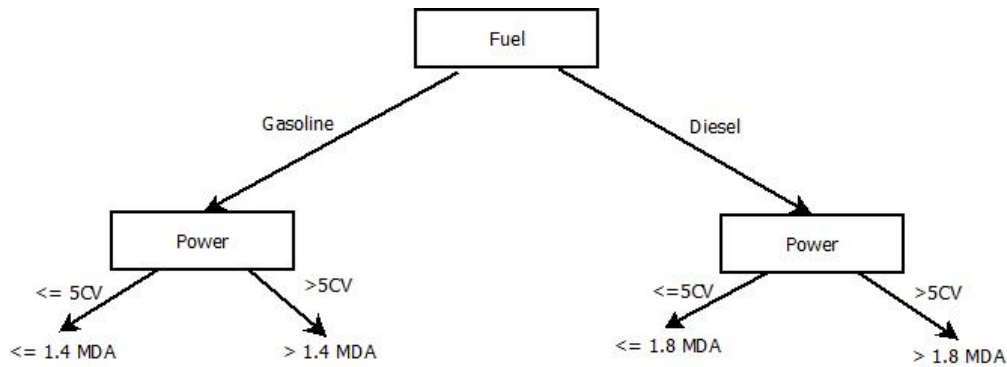 Fuel
Gasoline
Diesel
Power
Power
<= 5CV
>5CV
<=5CV
>5CV
<= 1.4 MDA
> 1.4 MDA
<= 1.8 MDA
> 1.8 MDA